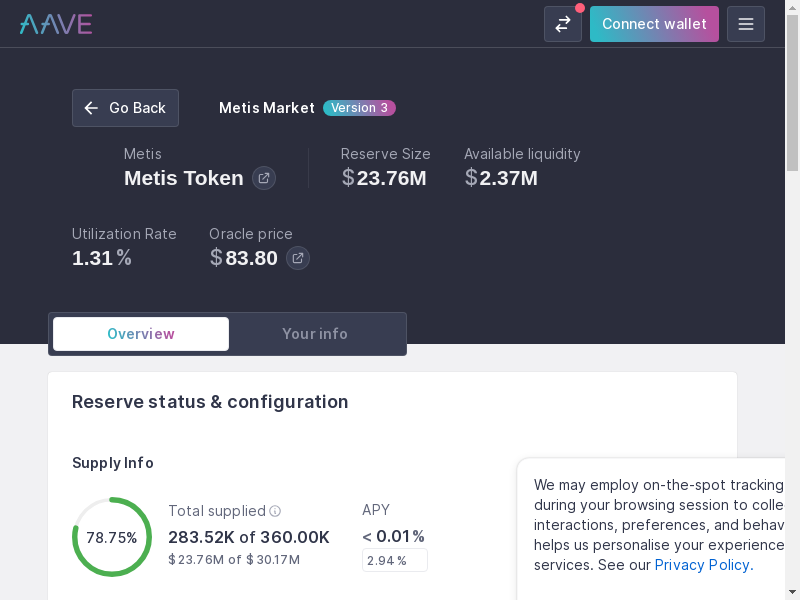 AAVE
Connect wallet
Go Back
Metis Market
Version 3
Metis
Metis Token
Reserve Size
$23.76M
Available liquidity
$2.37M
Utilization Rate
1.31%
Oracle price
$83.80
Overview
Your info
Reserve status & configuration
Supply Info
78.75%
Total supplied
283.52K of 360.00K
$23.76M of $30.17M
APY
< 0.01%
2.94%
We may employ on-the-spot tracking
during your browsing session to colle
interactions, preferences, and behav
helps us personalise your experience
services. See our Privacy Policy.